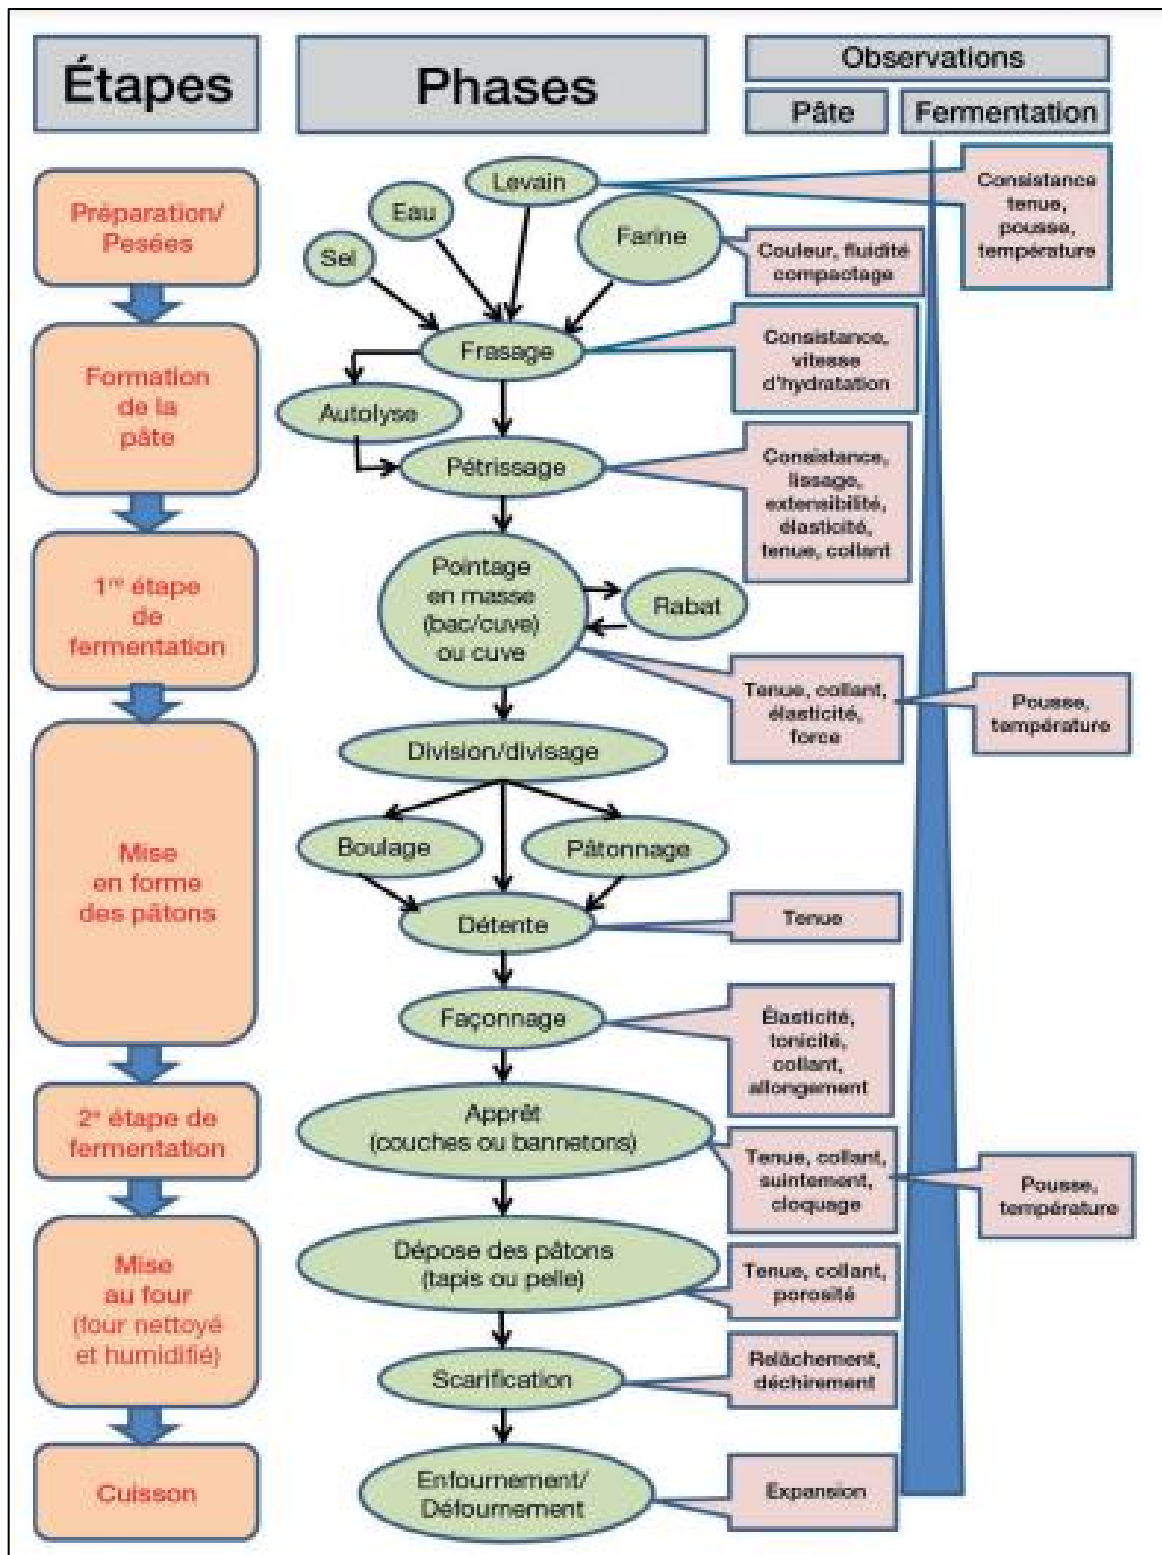 Étapes
Phases
Observations
Pâte
Fermentation
Préparation/
Pesées
Levain
Eau
Sel
Farine
Consistance
tenue,
pousse,
température
Couleur, fluidité
compactage
Formation
de la
pâte
Frasage
Autolyse
Pétrissage
Consistance,
vitesse
d'hydratation
Consistance,
lissage,
extensibilité,
élasticité,
tenue, collant
1re étape
de
fermentation
Pointage
en masse
(bac/cuve)
ou cuve
Rabat
Tenue, collant,
élasticité,
force
Pousse,
température
Mise
en forme
des pâtons
Division/divisage
Boulage
Pâtonnage
Détente
Tenue
Façonnage
Élasticité,
tonicité,
collant,
allongement
2e étape de
fermentation
Apprêt
(couches ou bannetons)
Tenue, collant,
suintement,
cloquage
Pousse,
température
Mise
au four
(four nettoyé
et humidifié)
Dépose des pâtons
(tapis ou pelle)
Tenue, collant,
porosité
Scarification
Relâchement,
déchirement
Cuisson
Enfournement/
Défournement
Expansion